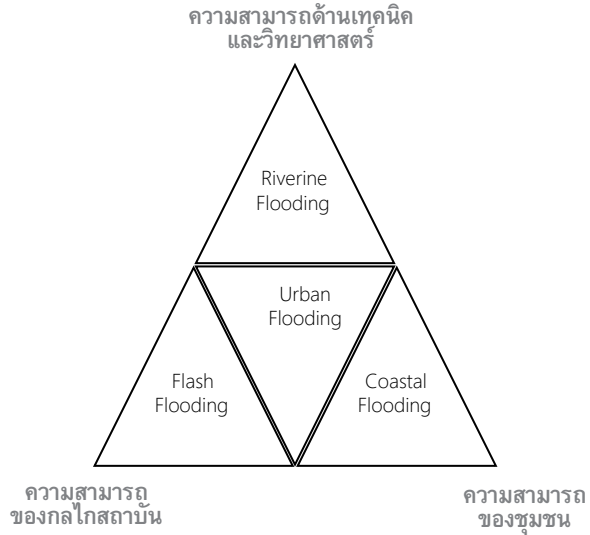 ความสามารถด้านเทคนิค
และวิทยาศาสตร์
Riverine
Flooding
Urban
Flooding
Flash
Flooding
Coastal
Flooding
ความสามารถ
ของกลไกสถาบัน
ความสามารถ
ของชุมชน